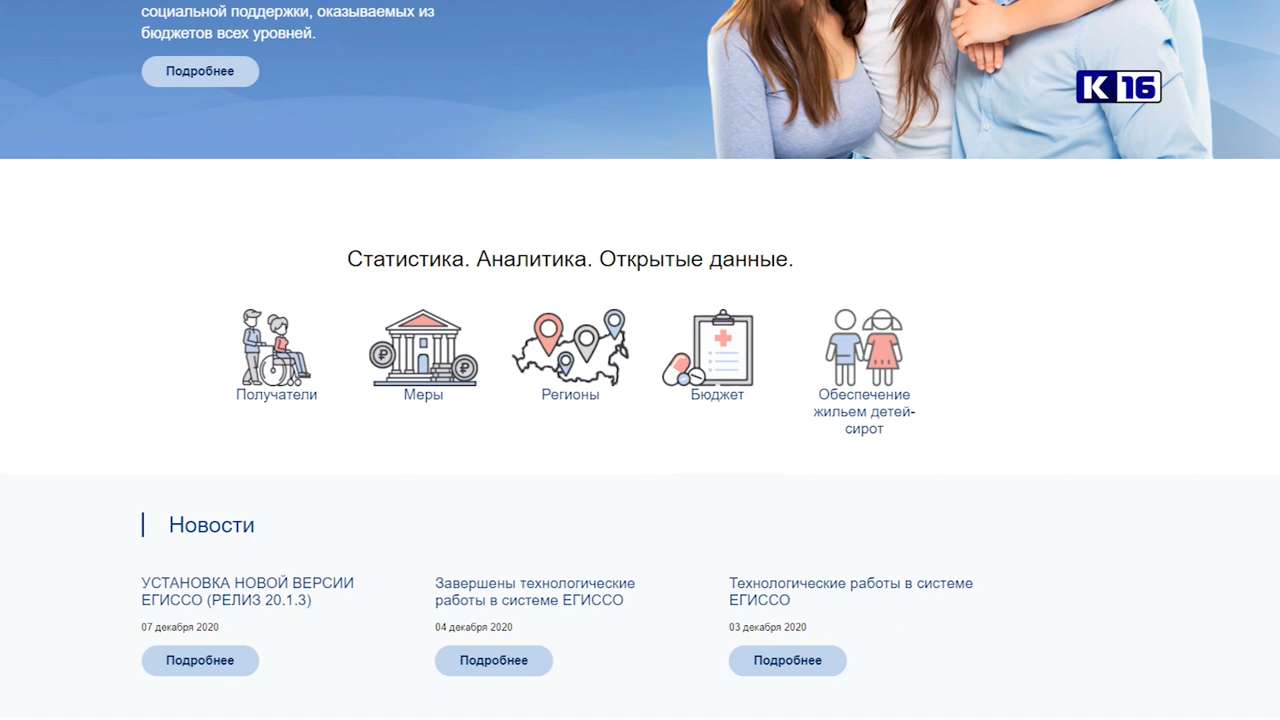 социальной поддержки, оказываемых из
бюджетов всех уровней.
Подробнее
К 16
Статистика. Аналитика. Открытые данные.
Получатели
Меры
Регионы
Бюджет
Обеспечение
жильем детей-
сирот
Новости
УСТАНОВКА НОВОЙ ВЕРСИИ
ЕГИССО (РЕЛИЗ 20.1.3)
07 декабря 2020
Подробнее
Завершены технологические
работы в системе ЕГИССО
04 декабря 2020
Подробнее
Технологические работы в системе
ЕГИССО
03 декабря 2020
Подробнее